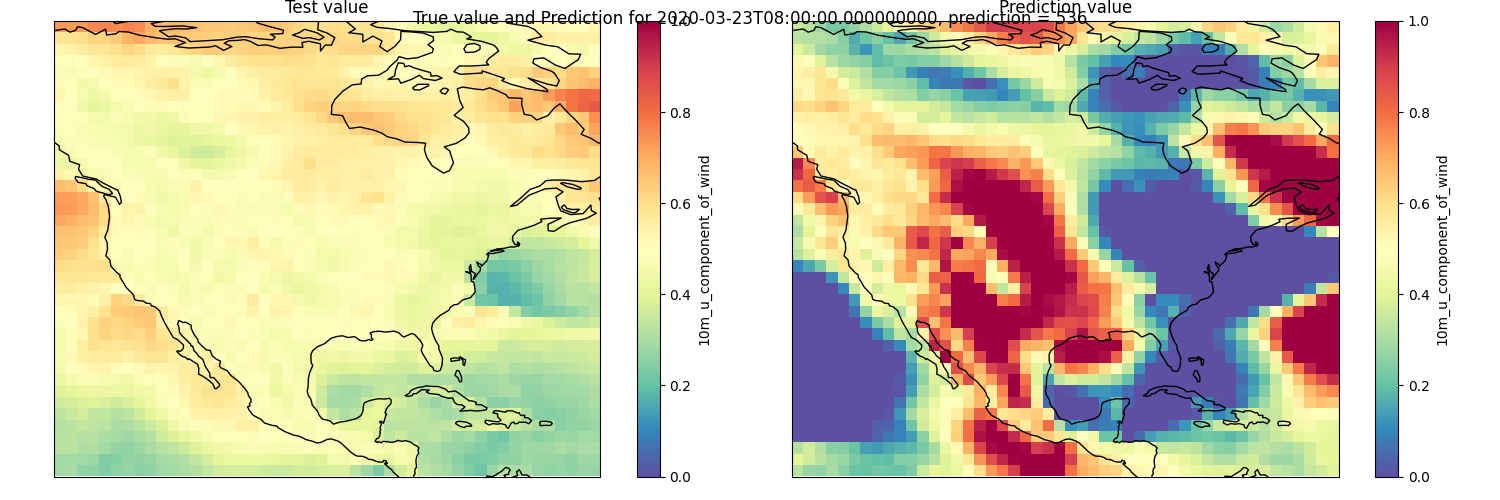 Test value
True value and Prediction for 2020-03-23T08:00:00.000000000, prediction = 536
Prediction value
1.0
0.8
0.6
0.4
0.2
0.0
10m_u_component_of_wind
1.0
0.8
0.6
0.4
0.2
0.0
10m_u_component_of_wind